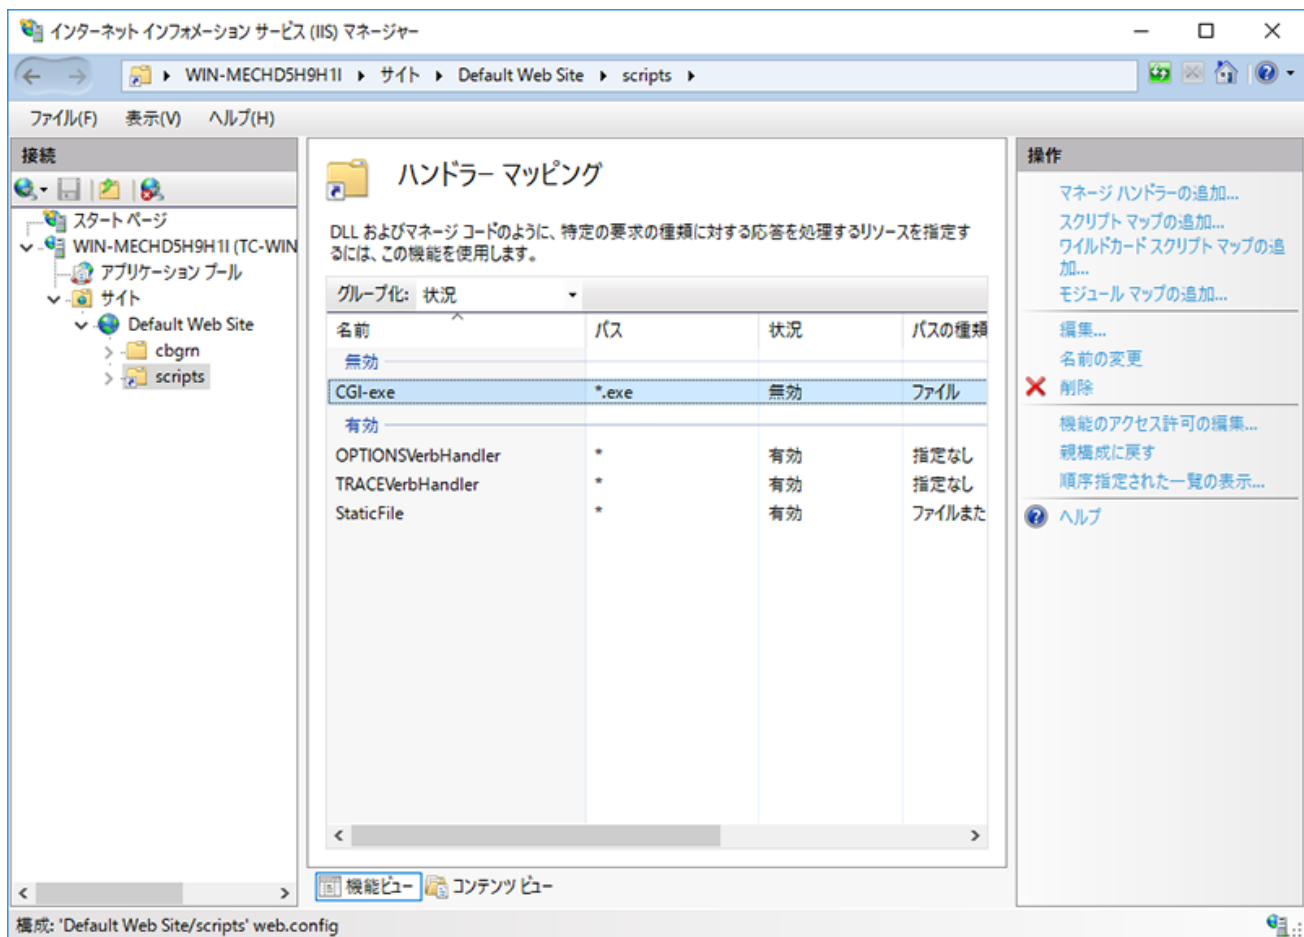 インターネット インフォメーション サービス (IIS) マネージャー
WIN-MECHD5H9H1I ▸ サイト ▸ Default Web Site ▸ scripts ▸
ファイル(F) 表示(V) ヘルプ(H)
接続
スタート ページ
WIN-MECHD5H9H1I (TC-WIN
アプリケーション プール
サイト
Default Web Site
cbgrn
scripts
ハンドラー マッピング
DLL およびマネージ コードのように、特定の要求の種類に対する応答を処理するリソースを指定す
るには、この機能を使用します。
グループ化: 状況
名前 パス 状況 パスの種類
無効
CGI-exe *.exe 無効 ファイル
有効
OPTIONSVerbHandler * 有効 指定なし
TRACEVerbHandler * 有効 指定なし
StaticFile * 有効 ファイルまた
機能ビュー コンテンツ ビュー
操作
マネージ ハンドラーの追加...
スクリプト マップの追加...
ワイルドカード スクリプト マップの追
加...
モジュール マップの追加...
編集...
名前の変更
削除
機能のアクセス許可の編集...
親構成に戻す
順序指定された一覧の表示...
ヘルプ
構成: 'Default Web Site/scripts' web.config